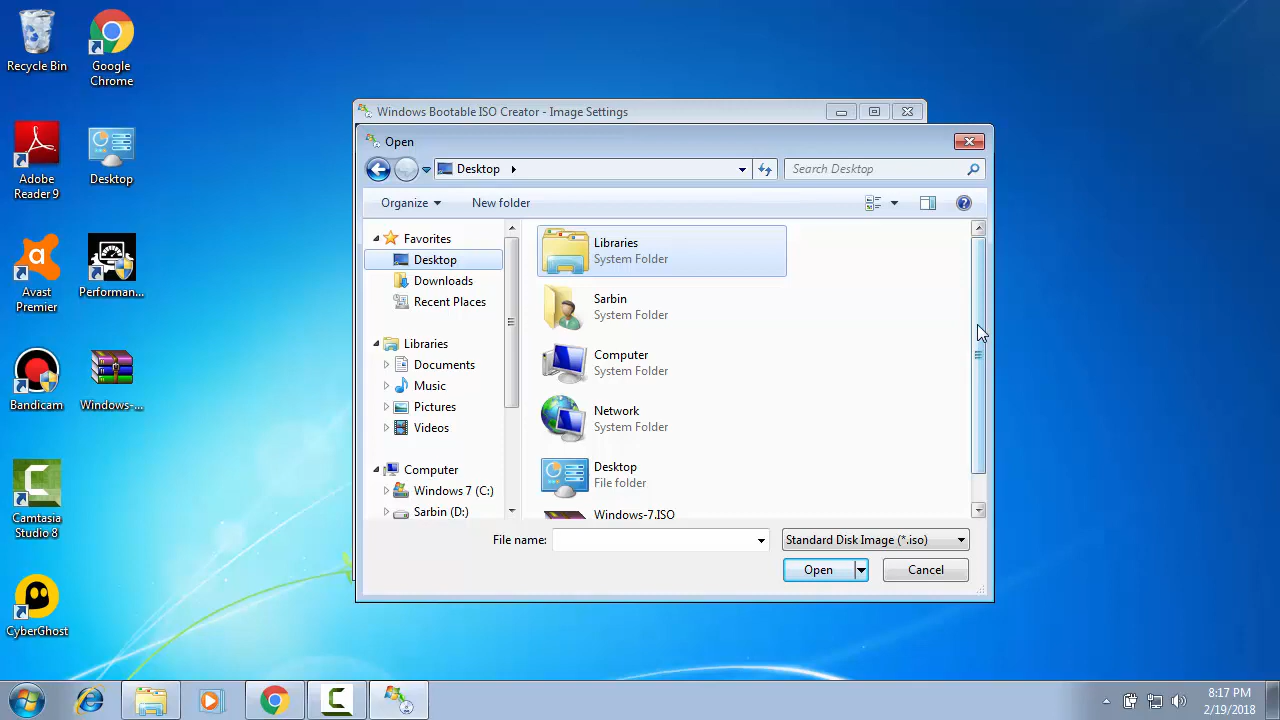 Recycle Bin
Google
Chrome
Adobe
Reader 9
Desktop
Avast
Premier
Performan...
Bandicam
Windows-...
Camtasia
Studio 8
CyberGhost
Windows Bootable ISO Creator - Image Settings
Open
Desktop
Search Desktop
Organize
New folder
Favorites
Desktop
Downloads
Recent Places
Libraries
Documents
Music
Pictures
Videos
Computer
Windows 7 (C:)
Sarbin (D:)
Libraries
System Folder
Sarbin
System Folder
Computer
System Folder
Network
System Folder
Desktop
File folder
Windows-7.ISO
File name:
Standard Disk Image (*.iso)
Open
Cancel
8:17 PM
2/19/2018